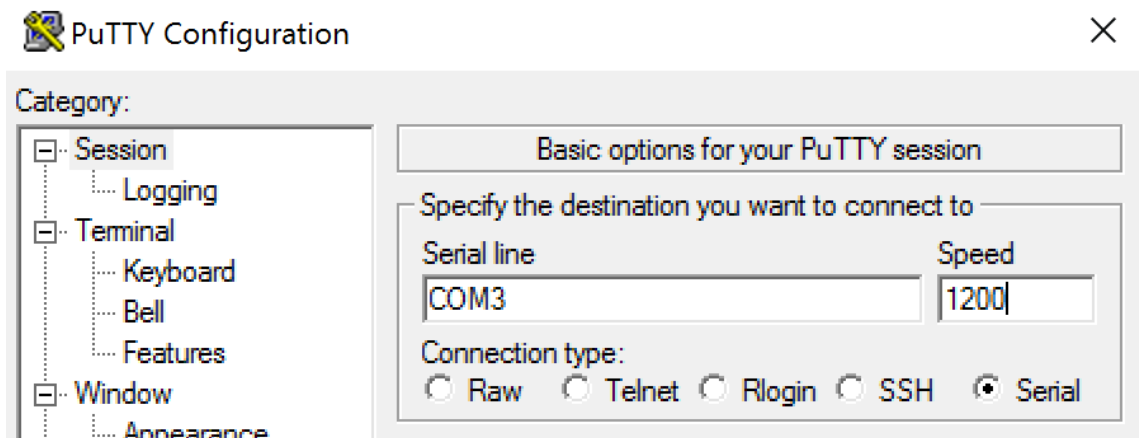 PuTTY Configuration
Category:
Session
Logging
Terminal
Keyboard
Bell
Features
Window
Appearance
Basic options for your PuTTY session
Specify the destination you want to connect to
Serial line Speed
COM3 1200
Connection type:
Raw Telnet Rlogin SSH Serial